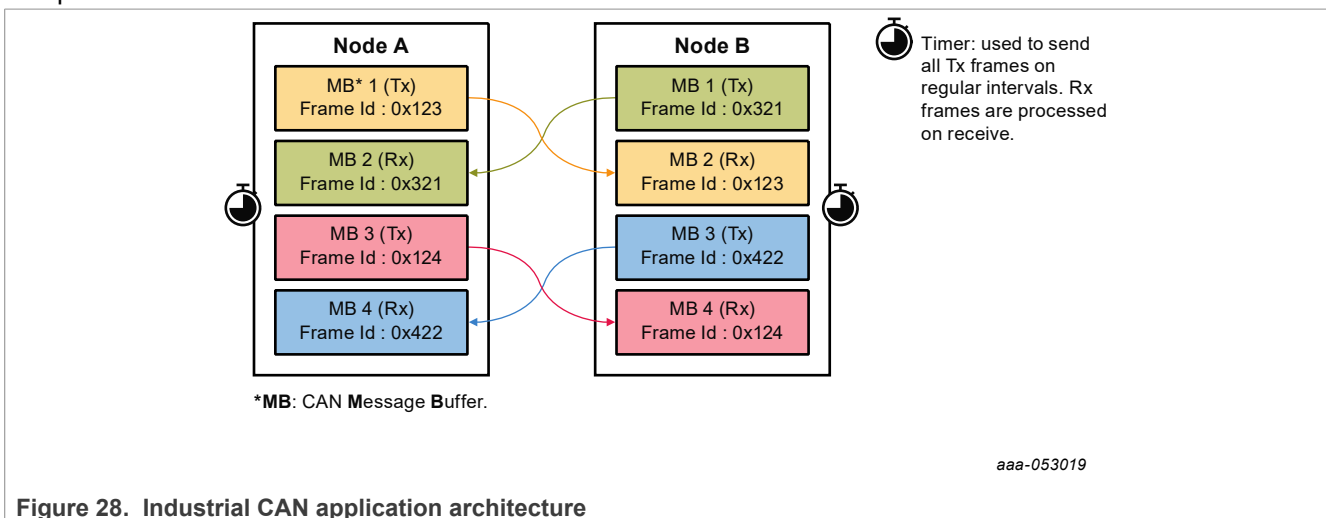 Node A
MB* 1 (Tx)
Frame Id : 0x123
MB 2 (Rx)
Frame Id : 0x321
MB 3 (Tx)
Frame Id : 0x124
MB 4 (Rx)
Frame Id : 0x422
Node B
MB 1 (Tx)
Frame Id : 0x321
MB 2 (Rx)
Frame Id : 0x123
MB 3 (Tx)
Frame Id : 0x422
MB 4 (Rx)
Frame Id : 0x124
Timer: used to send
all Tx frames on
regular intervals. Rx
frames are processed
on receive.
*MB: CAN Message Buffer.
aaa-053019
Figure 28. Industrial CAN application architecture